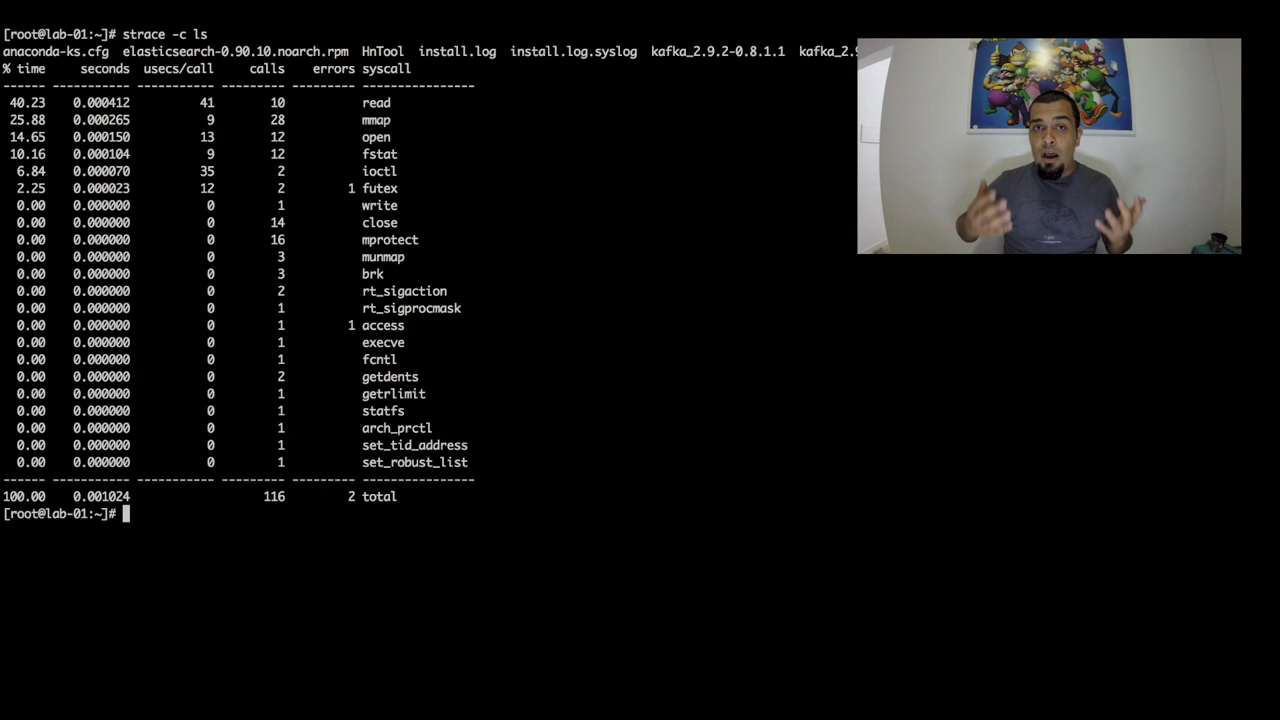 [root@lab-01:~]# strace -c ls
anaconda-ks.cfg  elasticsearch-0.90.10.noarch.rpm  HnTool  install.log  install.log.syslog  kafka_2.9.2-0.8.1.1
% time     seconds  usecs/call     calls    errors syscall
------ ----------- ----------- --------- --------- ----------------
 40.23    0.000412          41        10           read
 25.88    0.000265           9        28           mmap
 14.65    0.000150          13        12           open
 10.16    0.000104           9        12           fstat
  6.84    0.000070          35         2           ioctl
  2.25    0.000023          12         2         1 futex
  0.00    0.000000           0         1           write
  0.00    0.000000           0        14           close
  0.00    0.000000           0        16           mprotect
  0.00    0.000000           0         3           munmap
  0.00    0.000000           0         3           brk
  0.00    0.000000           0         2           rt_sigaction
  0.00    0.000000           0         1           rt_sigprocmask
  0.00    0.000000           0         1         1 access
  0.00    0.000000           0         1           execve
  0.00    0.000000           0         1           fcntl
  0.00    0.000000           0         2           getdents
  0.00    0.000000           0         1           getrlimit
  0.00    0.000000           0         1           statfs
  0.00    0.000000           0         1           arch_prctl
  0.00    0.000000           0         1           set_tid_address
  0.00    0.000000           0         1           set_robust_list
------ ----------- ----------- --------- --------- ----------------
100.00    0.001024                   116         2 total
[root@lab-01:~]#